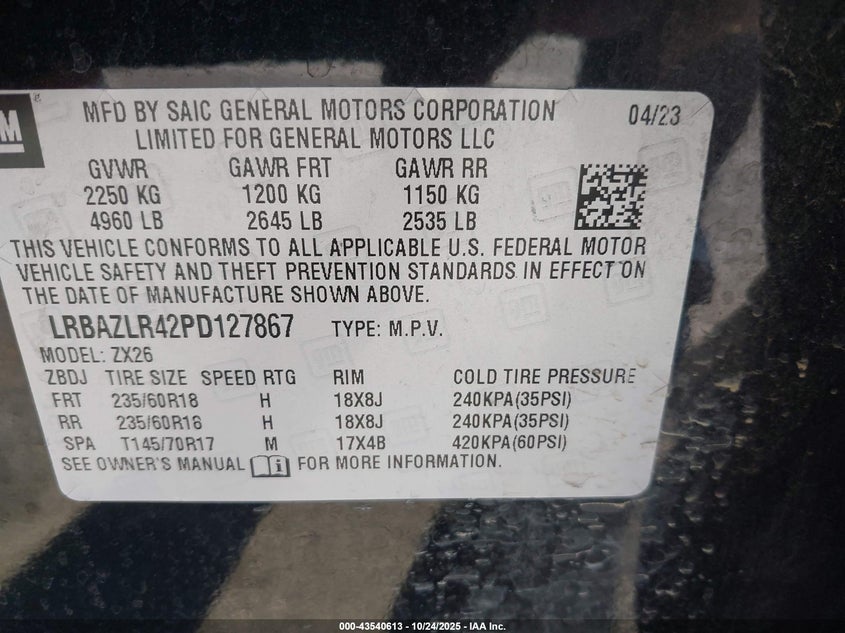 GM
MFD BY SAIC GENERAL MOTORS CORPORATION 04/23
LIMITED FOR GENERAL MOTORS LLC
GVWR GAWR FRT GAWR RR
2250 KG 1200 KG 1150 KG
4960 LB 2645 LB 2535 LB
THIS VEHICLE CONFORMS TO ALL APPLICABLE U.S. FEDERAL MOTOR
VEHICLE SAFETY AND THEFT PREVENTION STANDARDS IN EFFECT ON
THE DATE OF MANUFACTURE SHOWN ABOVE.
LRBAZLR42PD127867 TYPE: M.P.V.
MODEL: ZX26
ZBDJ TIRE SIZE SPEED RTG RIM COLD TIRE PRESSURE
FRT 235/60R18 H 18X8J 240KPA(35PSI)
RR 235/60R18 H 18X8J 240KPA(35PSI)
SPA T145/70R17 M 17X4B 420KPA(60PSI)
SEE OWNER'S MANUAL FOR MORE INFORMATION.
000-43540613 - 10/24/2025 - IAA Inc.